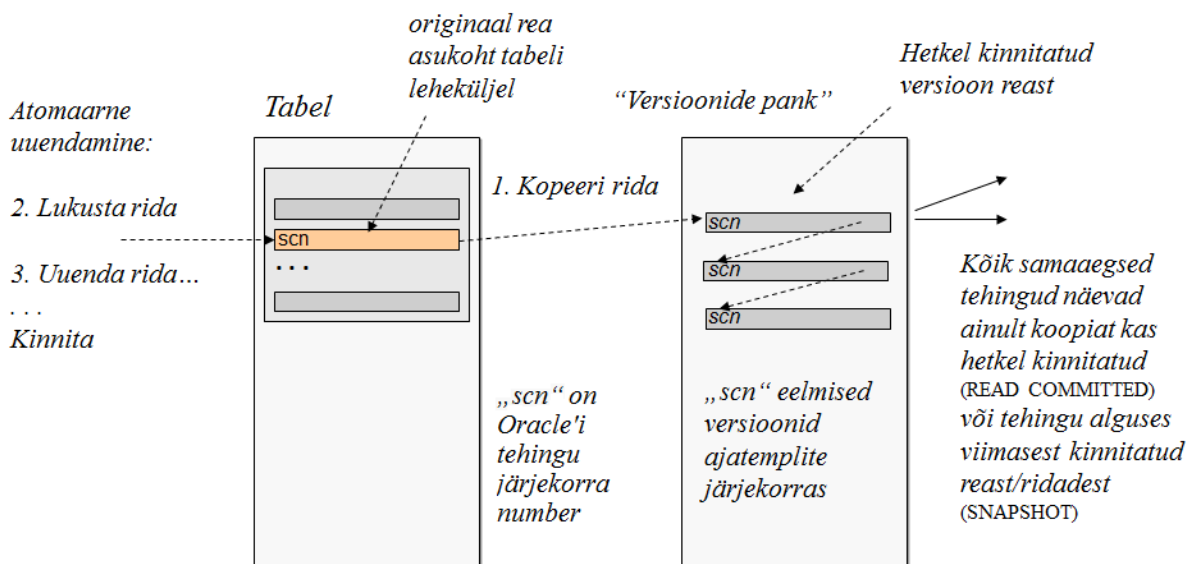 originaal rea
asukoht tabeli
leheküljel
Hetkel kinnitatud
versioon reast
Atomaarne
uuendamine:
Tabel
“Versioonide pank”
2. Lukusta rida
1. Kopeeri rida
scn
scn
3. Uuenda rida...
. . .
scn
. . .
scn
Kinnita
Kõik samaaegsed
tehingud näevad
ainult koopiat kas
hetkel kinnitatud
(READ COMMITTED)
või tehingu alguses
viimasest kinnitatud
reast/ridadest
(SNAPSHOT)
„scn“ on
Oracle'i
tehingu
järjekorra
number
„scn“ eelmised
versioonid
ajatemplite
järjekorras